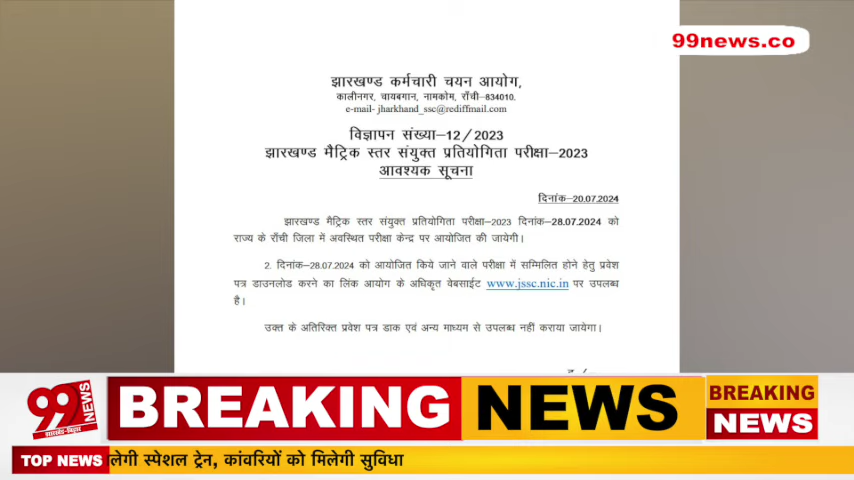 99news.co
झारखण्ड कर्मचारी चयन आयोग,
कालीनगर, चायबगान, नामकोम, राँची–834010.
e-mail- jharkhand_ssc@rediffmail.com
विज्ञापन संख्या–12/2023
झारखण्ड मैट्रिक स्तर संयुक्त प्रतियोगिता परीक्षा–2023
आवश्यक सूचना
दिनांक–20.07.2024
झारखण्ड मैट्रिक स्तर संयुक्त प्रतियोगिता परीक्षा–2023 दिनांक–28.07.2024 को
राज्य के राँची जिला में अवस्थित परीक्षा केन्द्र पर आयोजित की जायेगी।
2. दिनांक–28.07.2024 को आयोजित किये जाने वाले परीक्षा में सम्मिलित होने हेतु प्रवेश
पत्र डाउनलोड करने का लिंक आयोग के अधिकृत वेबसाईट www.jssc.nic.in पर उपलब्ध
है।
उक्त के अतिरिक्त प्रवेश पत्र डाक एवं अन्य माध्यम से उपलब्ध नहीं कराया जायेगा।
99 NEWS
झारखंड-बिहार
BREAKING NEWS
BREAKING
NEWS
TOP NEWS लेगी स्पेशल ट्रेन, कांवरियों को मिलेगी सुविधा